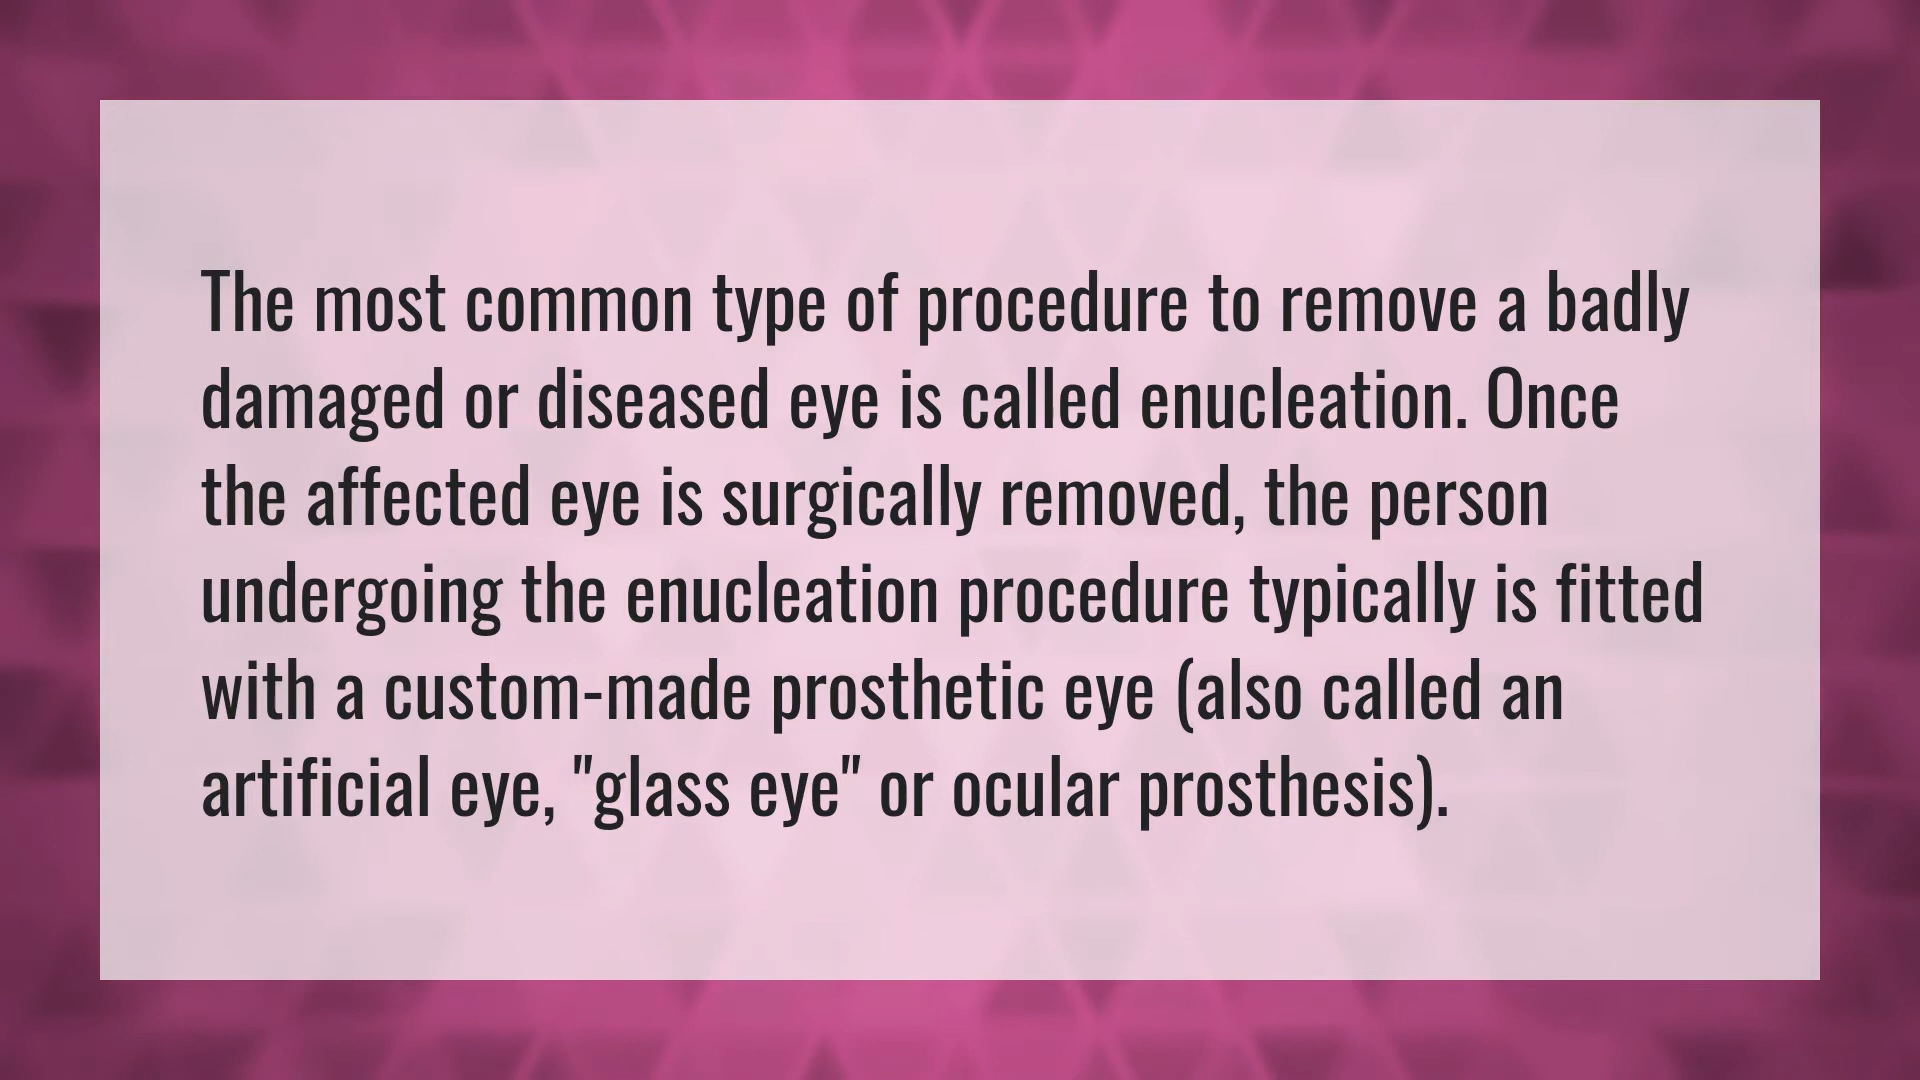 The most common type of procedure to remove a badly
damaged or diseased eye is called enucleation. Once
the affected eye is surgically removed, the person
undergoing the enucleation procedure typically is fitted
with a custom-made prosthetic eye (also called an
artificial eye, "glass eye" or ocular prosthesis).